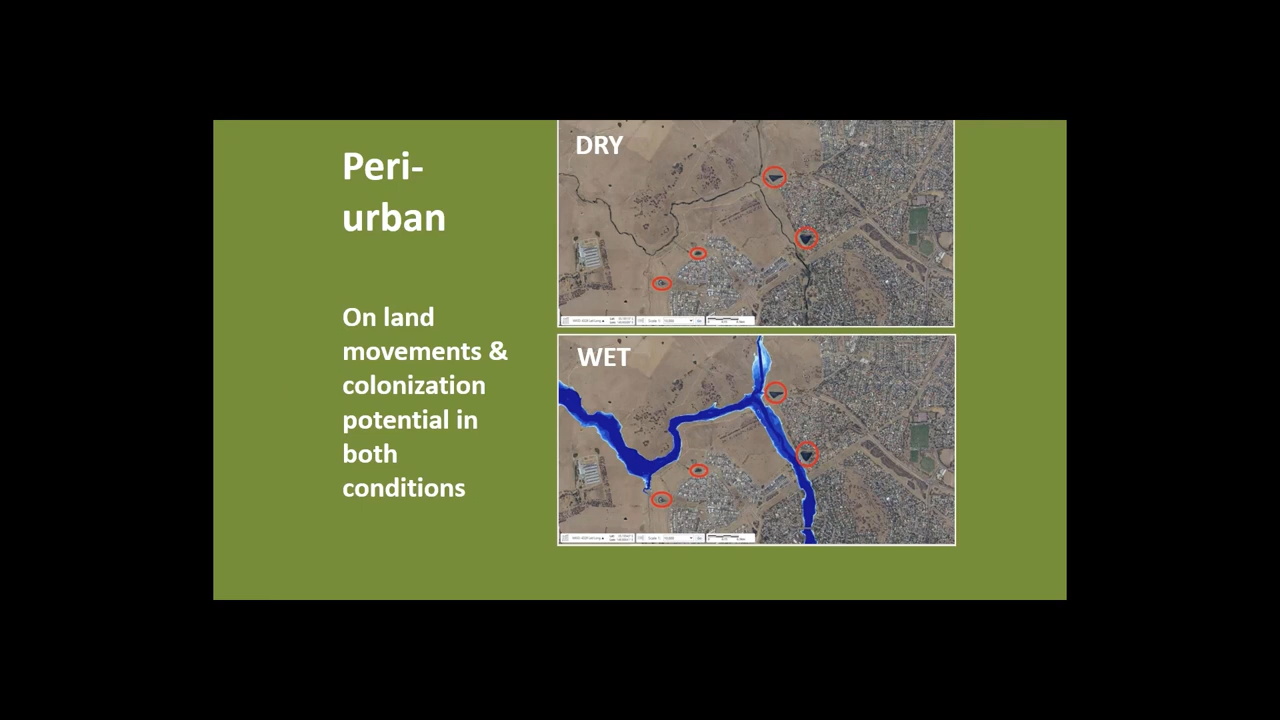 Peri-
urban
On land
movements &
colonization
potential in
both
conditions
DRY
WET